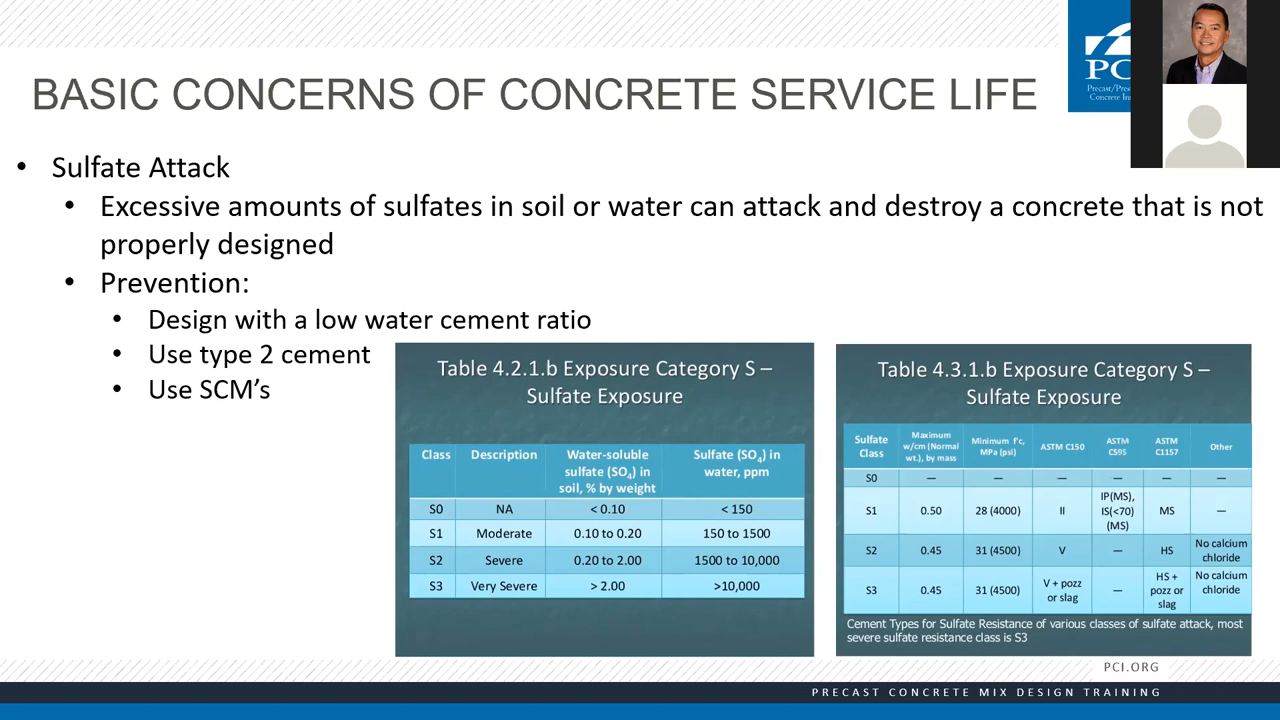 BASIC CONCERNS OF CONCRETE SERVICE LIFE
• Sulfate Attack
• Excessive amounts of sulfates in soil or water can attack and destroy a concrete that is not
properly designed
• Prevention:
• Design with a low water cement ratio
• Use type 2 cement
• Use SCM’s
Table 4.2.1.b Exposure Category S –
Sulfate Exposure
Class Description Water-soluble sulfate (SO₄) in soil, % by weight Sulfate (SO₄) in water, ppm
S0 NA < 0.10 < 150
S1 Moderate 0.10 to 0.20 150 to 1500
S2 Severe 0.20 to 2.00 1500 to 10,000
S3 Very Severe > 2.00 >10,000
Table 4.3.1.b Exposure Category S –
Sulfate Exposure
Sulfate Class Maximum w/cm (Normal wt.), by mass Minimum f'c, MPa (psi) ASTM C150 ASTM C595 ASTM C1157 Other
S0 — — — — — —
S1 0.50 28 (4000) II IP(MS), IS(<70) (MS) MS —
S2 0.45 31 (4500) V — HS No calcium chloride
S3 0.45 31 (4500) V + pozz or slag — HS + pozz or slag No calcium chloride
Cement Types for Sulfate Resistance of various classes of sulfate attack, most
severe sulfate resistance class is S3
PCI.ORG
PRECAST CONCRETE MIX DESIGN TRAINING